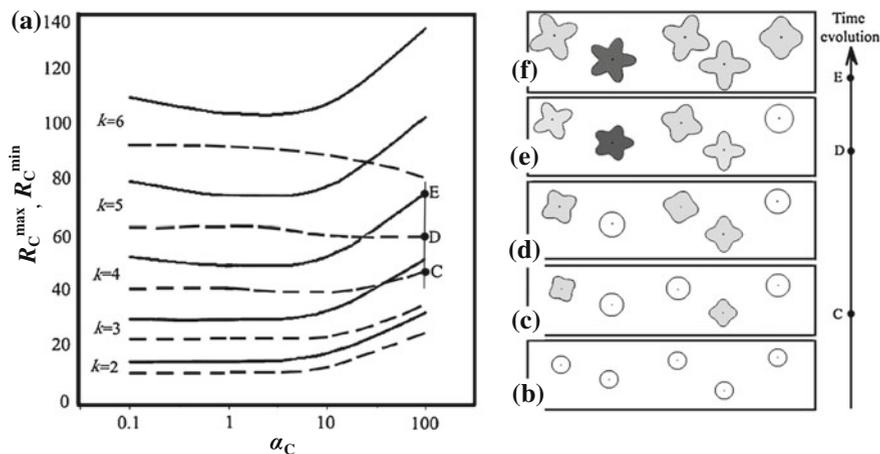 (a)
R_C^max, R_C^min
140
120
100
80
60
40
20
0
k=6
k=5
k=4
k=3
k=2
E
D
C
0.1
1
10
100
α_C
(f)
(e)
(d)
(c)
(b)
Time
evolution
E
D
C